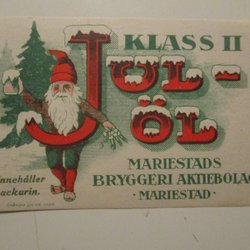 KLASS II
JUL-
ÖL
MARIESTADS
BRYGGERI AKTIEBOLAG
·MARIESTAD·
Innehåller
sackarin.